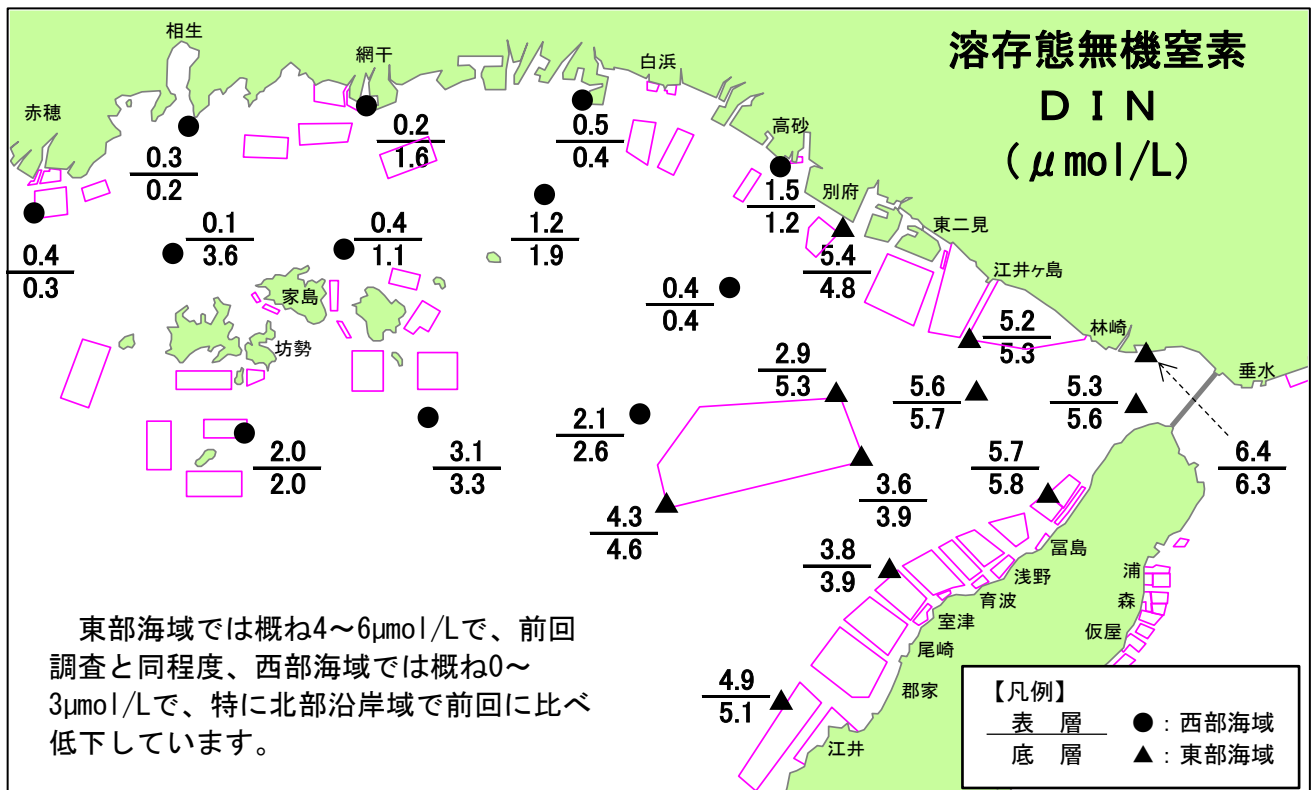 溶存態無機窒素
ＤＩＮ
(μmol/L)
相生
網干
白浜
赤穂
高砂
別府
東二見
江井ヶ島
林崎
垂水
家島
坊勢
0.3
0.2
0.2
1.6
0.5
0.4
1.5
1.2
0.4
0.3
0.1
3.6
0.4
1.1
1.2
1.9
5.4
4.8
0.4
0.4
5.2
5.3
2.9
5.3
5.6
5.7
5.3
5.6
2.1
2.6
2.0
2.0
3.1
3.3
6.4
6.3
5.7
5.8
3.6
3.9
4.3
4.6
3.8
3.9
4.9
5.1
冨島
浅野
育波
室津
尾崎
郡家
江井
浦
森
仮屋
東部海域では概ね4～6μmol/Lで、前回
調査と同程度、西部海域では概ね0～
3μmol/Lで、特に北部沿岸域で前回に比べ
低下しています。
【凡例】
表 層 ●：西部海域
底 層 ▲：東部海域